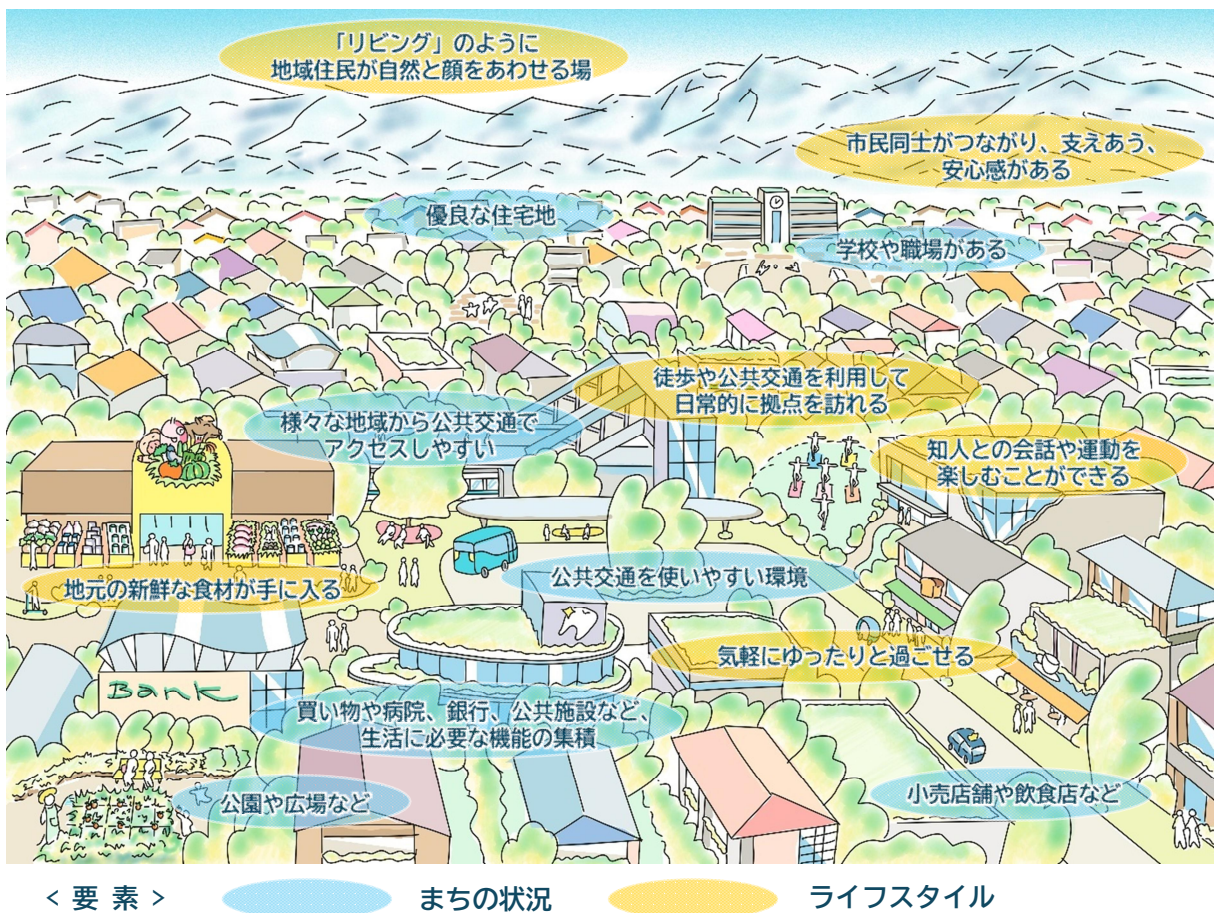 「リビング」のように
地域住民が自然と顔をあわせる場
市民同士がつながり、支えあう、
安心感がある
優良な住宅地
学校や職場がある
徒歩や公共交通を利用して
日常的に拠点を訪れる
様々な地域から公共交通で
アクセスしやすい
知人との会話や運動を
楽しむことができる
公共交通を使いやすい環境
地元の新鮮な食材が手に入る
気軽にゆったりと過ごせる
Bank
買い物や病院、銀行、公共施設など、
生活に必要な機能の集積
公園や広場など
小売店舗や飲食店など
<要素>
まちの状況
ライフスタイル